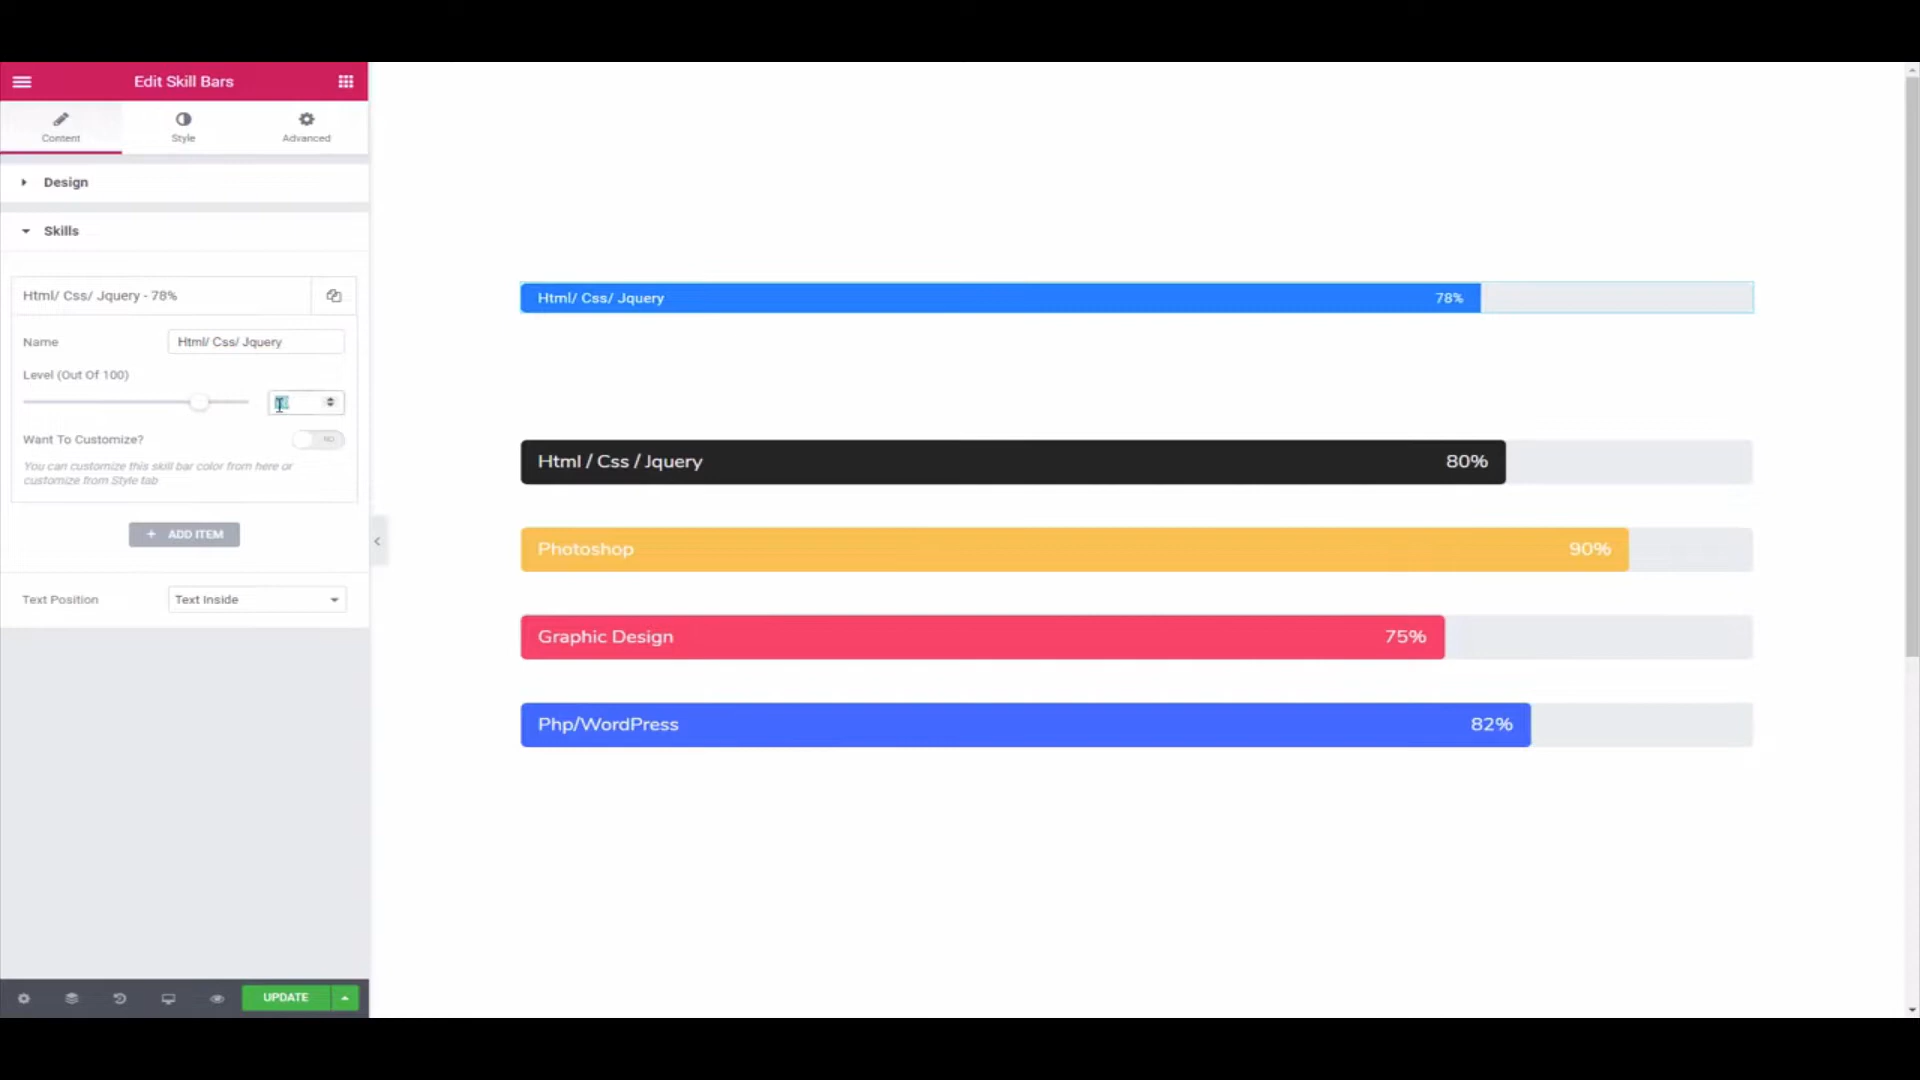 Edit Skill Bars
Content
Style
Advanced
Design
Skills
Html/ Css/ Jquery - 78%
Name
Html/ Css/ Jquery
Level (Out Of 100)
Want To Customize?
NO
You can customize this skill bar color from here or
customize from Style tab
+ ADD ITEM
Text Position
Text Inside
UPDATE
Html/ Css/ Jquery 78%
Html / Css / Jquery 80%
Photoshop 90%
Graphic Design 75%
Php/WordPress 82%